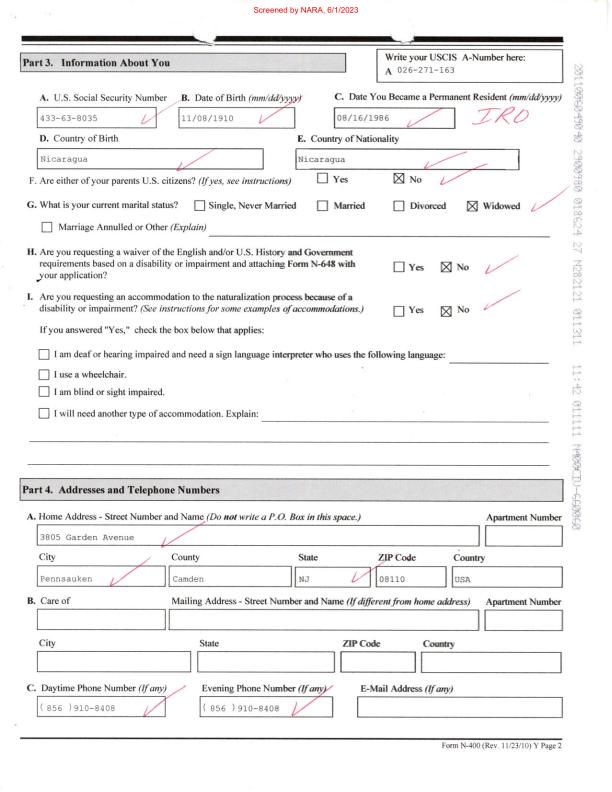 Screened by NARA, 6/1/2023
Part 3. Information About You
Write your USCIS A-Number here:
A 026-271-163
A. U.S. Social Security Number
B. Date of Birth (mm/dd/yyyy)
C. Date You Became a Permanent Resident (mm/dd/yyyy)
433-63-8035
11/08/1910
08/16/1986
IRO
D. Country of Birth
E. Country of Nationality
Nicaragua
Nicaragua
F. Are either of your parents U.S. citizens? (If yes, see instructions)
Yes
No
G. What is your current marital status?
Single, Never Married
Married
Divorced
Widowed
Marriage Annulled or Other (Explain)
H. Are you requesting a waiver of the English and/or U.S. History and Government
requirements based on a disability or impairment and attaching Form N-648 with
your application?
Yes
No
I. Are you requesting an accommodation to the naturalization process because of a
disability or impairment? (See instructions for some examples of accommodations.)
Yes
No
If you answered "Yes," check the box below that applies:
I am deaf or hearing impaired and need a sign language interpreter who uses the following language:
I use a wheelchair.
I am blind or sight impaired.
I will need another type of accommodation. Explain:
Part 4. Addresses and Telephone Numbers
A. Home Address - Street Number and Name (Do not write a P.O. Box in this space.)
Apartment Number
3805 Garden Avenue
City
County
State
ZIP Code
Country
Pennsauken
Camden
NJ
08110
USA
B. Care of
Mailing Address - Street Number and Name (If different from home address)
Apartment Number
City
State
ZIP Code
Country
C. Daytime Phone Number (If any)
Evening Phone Number (If any)
E-Mail Address (If any)
( 856 )910-8408
( 856 )910-8408
Form N-400 (Rev. 11/23/10) Y Page 2